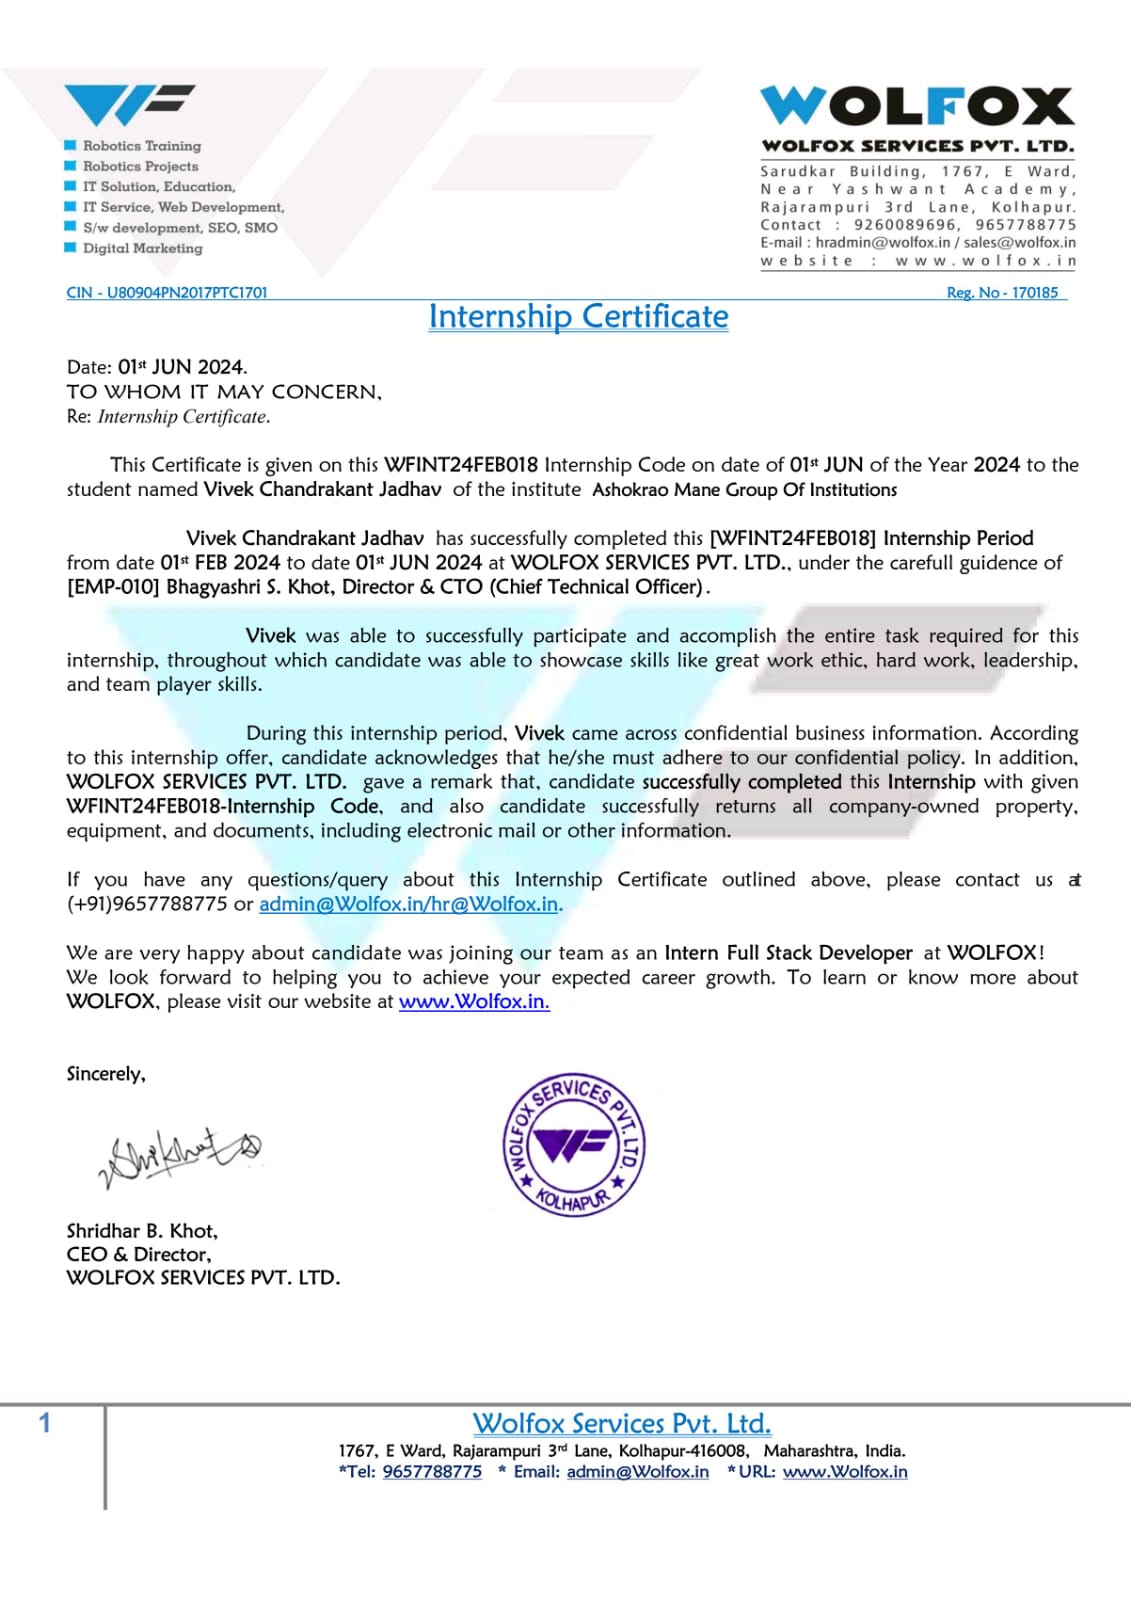 WF
Robotics Training
Robotics Projects
IT Solution, Education,
IT Service, Web Development,
S/w development, SEO, SMO
Digital Marketing
WOLFOX
WOLFOX SERVICES PVT. LTD.
Sarudkar Building, 1767, E Ward,
Near Yashwant Academy,
Rajarampuri 3rd Lane, Kolhapur.
Contact : 9260089696, 9657788775
E-mail : hradmin@wolfox.in / sales@wolfox.in
website : www.wolfox.in
CIN - U80904PN2017PTC1701 Reg. No - 170185
Internship Certificate
Date: 01st JUN 2024.
TO WHOM IT MAY CONCERN,
Re: Internship Certificate.
This Certificate is given on this WFINT24FEB018 Internship Code on date of 01st JUN of the Year 2024 to the
student named Vivek Chandrakant Jadhav of the institute Ashokrao Mane Group Of Institutions
Vivek Chandrakant Jadhav has successfully completed this [WFINT24FEB018] Internship Period
from date 01st FEB 2024 to date 01st JUN 2024 at WOLFOX SERVICES PVT. LTD., under the carefull guidence of
[EMP-010] Bhagyashri S. Khot, Director & CTO (Chief Technical Officer).
Vivek was able to successfully participate and accomplish the entire task required for this
internship, throughout which candidate was able to showcase skills like great work ethic, hard work, leadership,
and team player skills.
During this internship period, Vivek came across confidential business information. According
to this internship offer, candidate acknowledges that he/she must adhere to our confidential policy. In addition,
WOLFOX SERVICES PVT. LTD. gave a remark that, candidate successfully completed this Internship with given
WFINT24FEB018-Internship Code, and also candidate successfully returns all company-owned property,
equipment, and documents, including electronic mail or other information.
If you have any questions/query about this Internship Certificate outlined above, please contact us at
(+91)9657788775 or admin@Wolfox.in/hr@Wolfox.in.
We are very happy about candidate was joining our team as an Intern Full Stack Developer at WOLFOX!
We look forward to helping you to achieve your expected career growth. To learn or know more about
WOLFOX, please visit our website at www.Wolfox.in.
Sincerely,
WOLFOX SERVICES PVT. LTD.
WF
★ KOLHAPUR ★
Shridhar B. Khot,
CEO & Director,
WOLFOX SERVICES PVT. LTD.
1
Wolfox Services Pvt. Ltd.
1767, E Ward, Rajarampuri 3rd Lane, Kolhapur-416008, Maharashtra, India.
*Tel: 9657788775 * Email: admin@Wolfox.in * URL: www.Wolfox.in